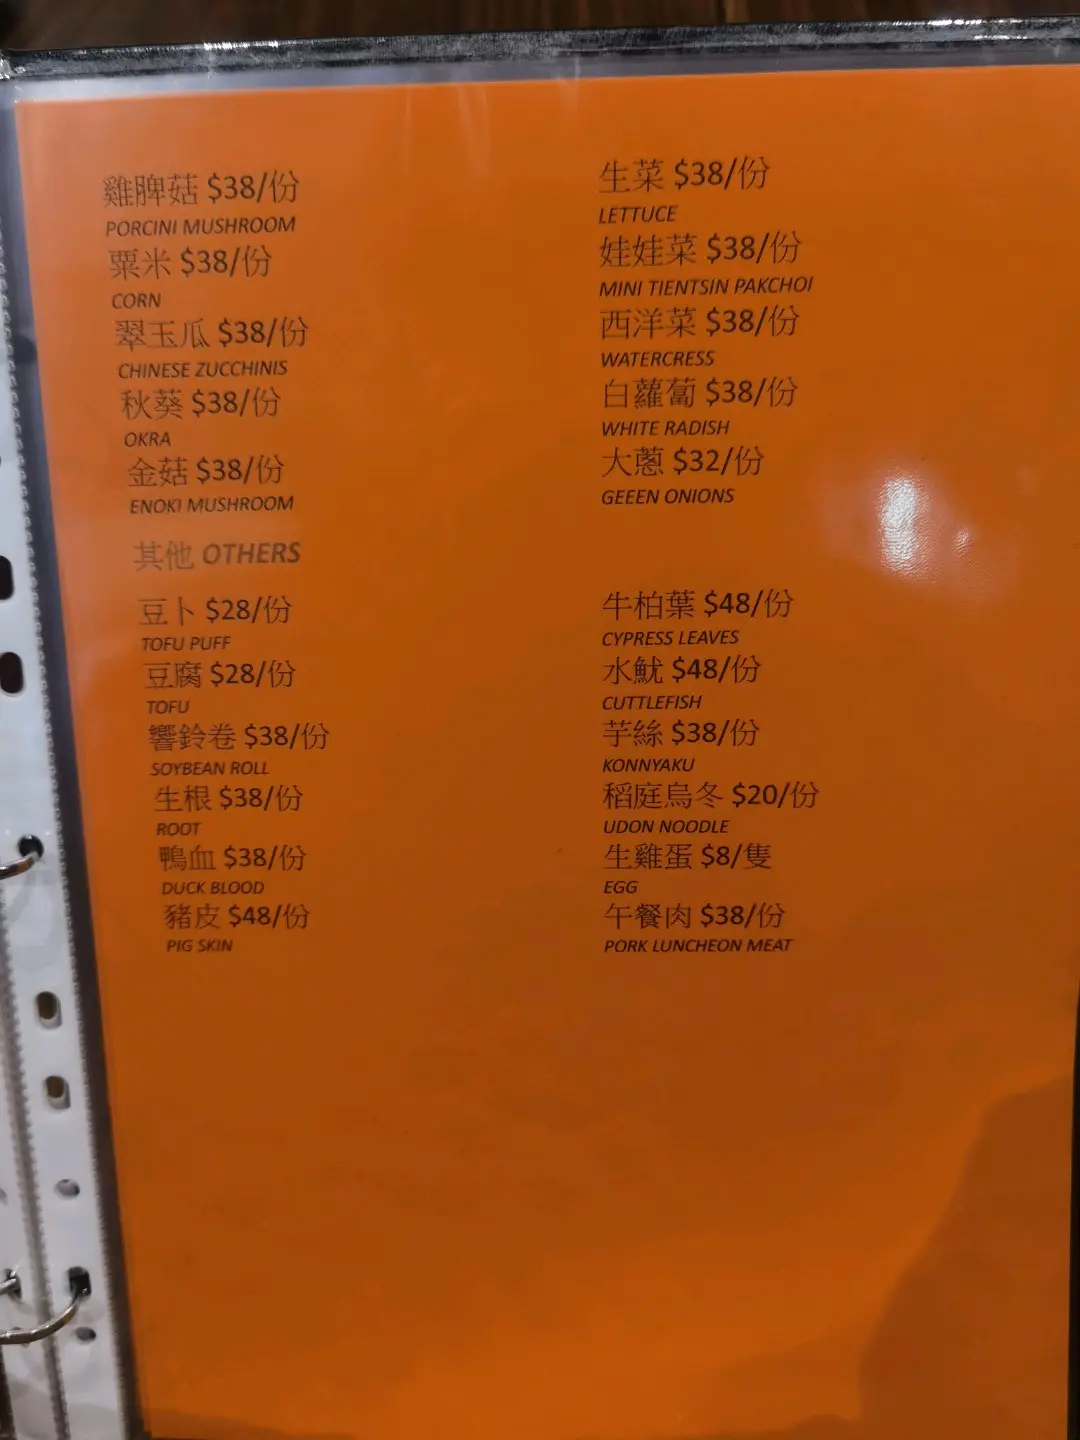 雞脾菇 $38/份
PORCINI MUSHROOM
粟米 $38/份
CORN
翠玉瓜 $38/份
CHINESE ZUCCHINIS
秋葵 $38/份
OKRA
金菇 $38/份
ENOKI MUSHROOM
生菜 $38/份
LETTUCE
娃娃菜 $38/份
MINI TIENTSIN PAKCHOI
西洋菜 $38/份
WATERCRESS
白蘿蔔 $38/份
WHITE RADISH
大蔥 $32/份
GEEEN ONIONS
其他 OTHERS
豆卜 $28/份
TOFU PUFF
豆腐 $28/份
TOFU
響鈴卷 $38/份
SOYBEAN ROLL
生根 $38/份
ROOT
鴨血 $38/份
DUCK BLOOD
豬皮 $48/份
PIG SKIN
牛柏葉 $48/份
CYPRESS LEAVES
水魷 $48/份
CUTTLEFISH
芋絲 $38/份
KONNYAKU
稻庭烏冬 $20/份
UDON NOODLE
生雞蛋 $8/隻
EGG
午餐肉 $38/份
PORK LUNCHEON MEAT